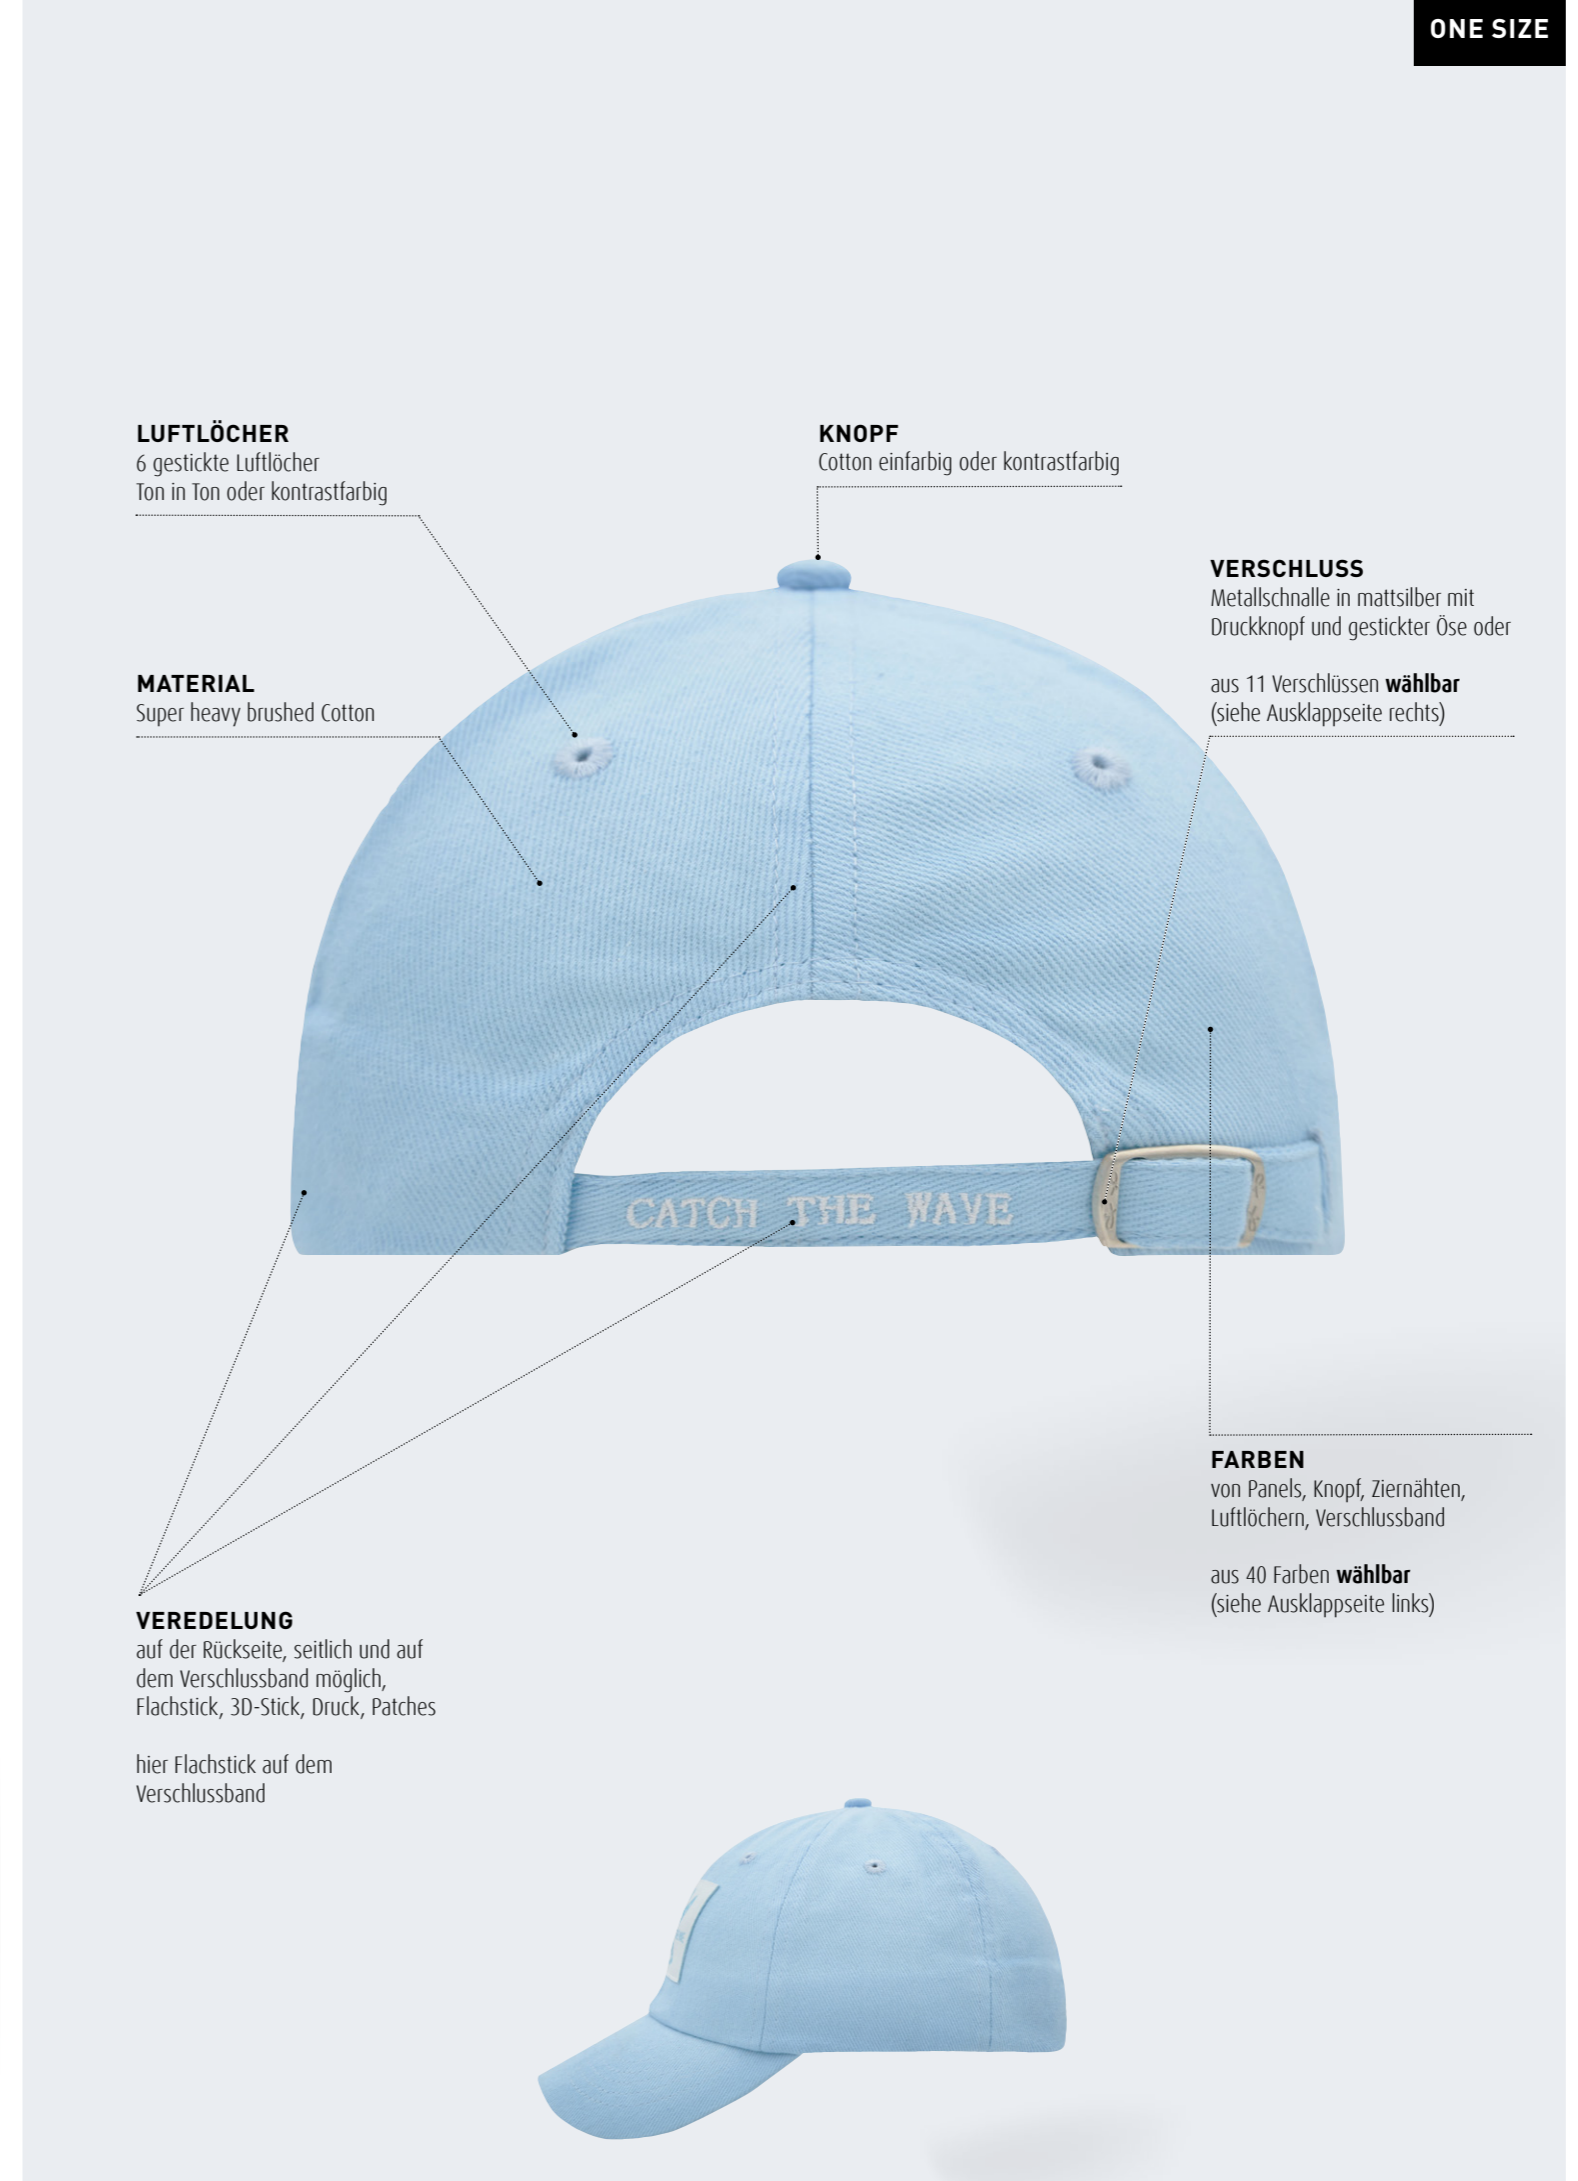 ONE SIZE
LUFTLÖCHER
6 gestickte Luftlöcher
Ton in Ton oder kontrastfarbig
KNOPF
Cotton einfarbig oder kontrastfarbig
VERSCHLUSS
Metallschnalle in mattsilber mit
Druckknopf und gestickter Öse oder
aus 11 Verschlüssen wählbar
(siehe Ausklappseite rechts)
MATERIAL
Super heavy brushed Cotton
CATCH THE WAVE
FARBEN
von Panels, Knopf, Ziernähten,
Luftlöchern, Verschlussband
aus 40 Farben wählbar
(siehe Ausklappseite links)
VEREDELUNG
auf der Rückseite, seitlich und auf
dem Verschlussband möglich,
Flachstick, 3D-Stick, Druck, Patches
hier Flachstick auf dem
Verschlussband